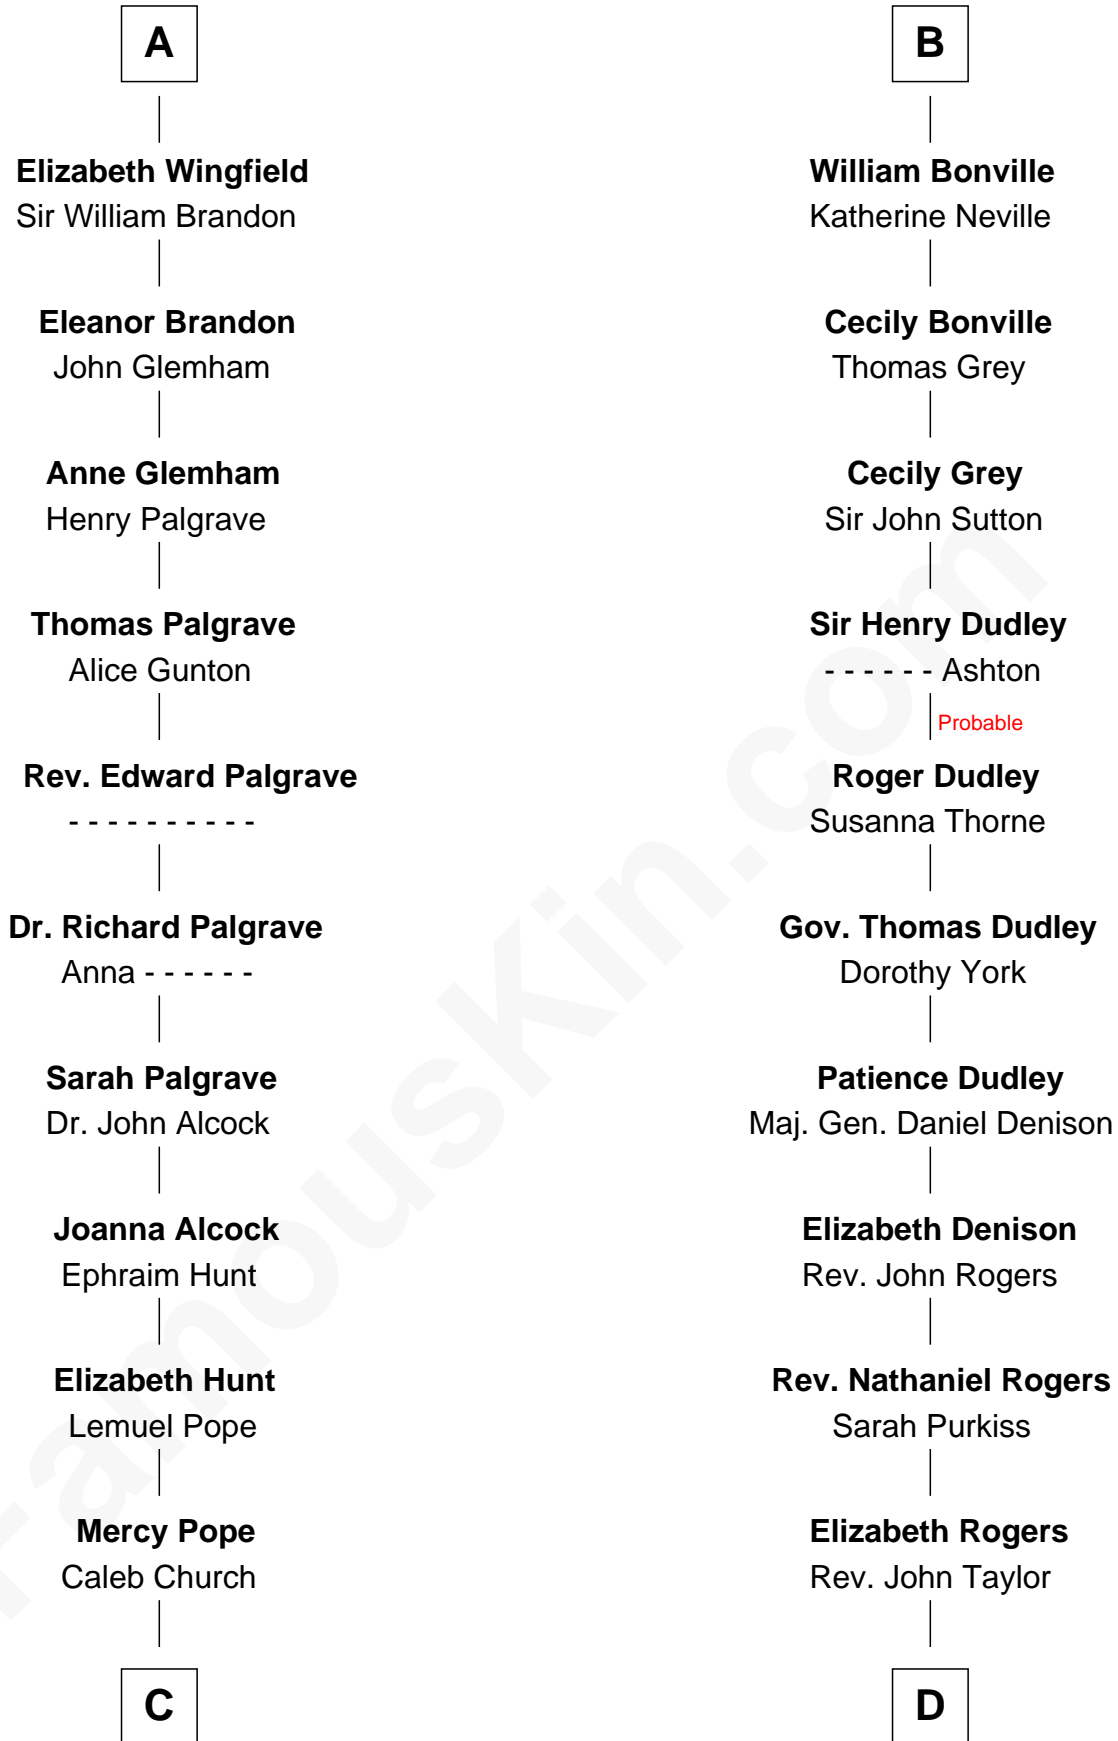 A
Elizabeth Wingfield
Sir William Brandon
Eleanor Brandon
John Glemham
Anne Glemham
Henry Palgrave
Thomas Palgrave
Alice Gunton
Rev. Edward Palgrave
- - - - - - - - - -
Dr. Richard Palgrave
Anna - - - - - -
Sarah Palgrave
Dr. John Alcock
Joanna Alcock
Ephraim Hunt
Elizabeth Hunt
Lemuel Pope
Mercy Pope
Caleb Church
C
B
William Bonville
Katherine Neville
Cecily Bonville
Thomas Grey
Cecily Grey
Sir John Sutton
Sir Henry Dudley
- - - - - - Ashton
Probable
Roger Dudley
Susanna Thorne
Gov. Thomas Dudley
Dorothy York
Patience Dudley
Maj. Gen. Daniel Denison
Elizabeth Denison
Rev. John Rogers
Rev. Nathaniel Rogers
Sarah Purkiss
Elizabeth Rogers
Rev. John Taylor
D
FamousKin.com